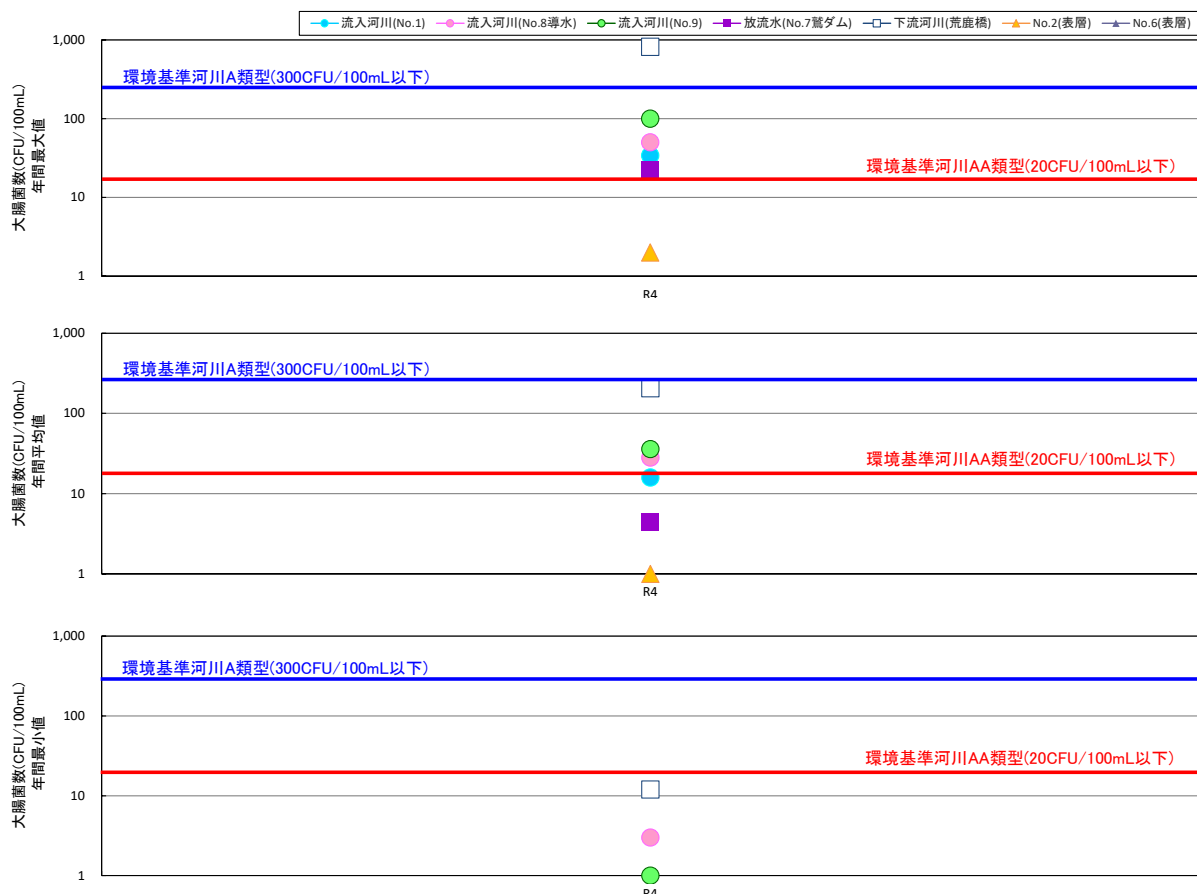 流入河川(No.1) 流入河川(No.8導水) 流入河川(No.9) 放流水(No.7鷲ダム) 下流河川(荒鹿橋) No.2(表層) No.6(表層)
大腸菌数(CFU/100mL)
年間最大値
1,000
環境基準河川A類型(300CFU/100mL以下)
100
環境基準河川AA類型(20CFU/100mL以下)
10
1
R4
大腸菌数(CFU/100mL)
年間平均値
1,000
環境基準河川A類型(300CFU/100mL以下)
100
環境基準河川AA類型(20CFU/100mL以下)
10
1
R4
大腸菌数(CFU/100mL)
年間最小値
1,000
環境基準河川A類型(300CFU/100mL以下)
100
環境基準河川AA類型(20CFU/100mL以下)
10
1
R4